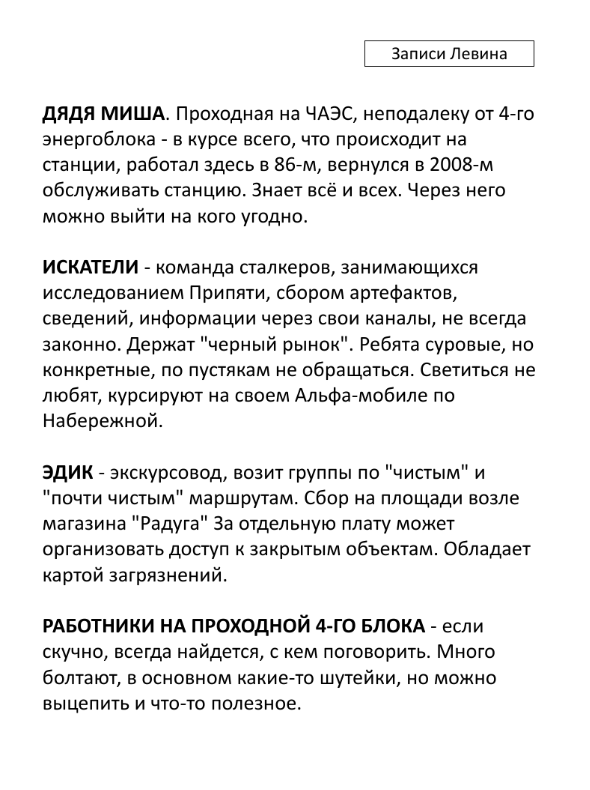 Записи Левина
ДЯДЯ МИША. Проходная на ЧАЭС, неподалеку от 4-го
энергоблока - в курсе всего, что происходит на
станции, работал здесь в 86-м, вернулся в 2008-м
обслуживать станцию. Знает всё и всех. Через него
можно выйти на кого угодно.
ИСКАТЕЛИ - команда сталкеров, занимающихся
исследованием Припяти, сбором артефактов,
сведений, информации через свои каналы, не всегда
законно. Держат "черный рынок". Ребята суровые, но
конкретные, по пустякам не обращаться. Светиться не
любят, курсируют на своем Альфа-мобиле по
Набережной.
ЭДИК - экскурсовод, возит группы по "чистым" и
"почти чистым" маршрутам. Сбор на площади возле
магазина "Радуга" За отдельную плату может
организовать доступ к закрытым объектам. Обладает
картой загрязнений.
РАБОТНИКИ НА ПРОХОДНОЙ 4-ГО БЛОКА - если
скучно, всегда найдется, с кем поговорить. Много
болтают, в основном какие-то шутейки, но можно
выцепить и что-то полезное.